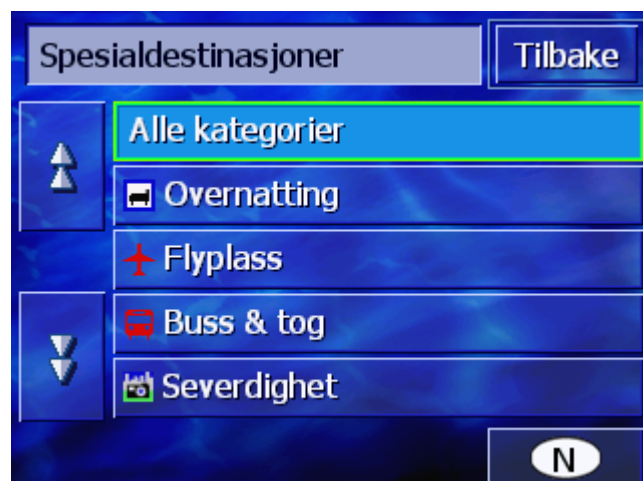 Spesialdestinasjoner
Tilbake
Alle kategorier
Overnatting
Flyplass
Buss & tog
Severdighet
N